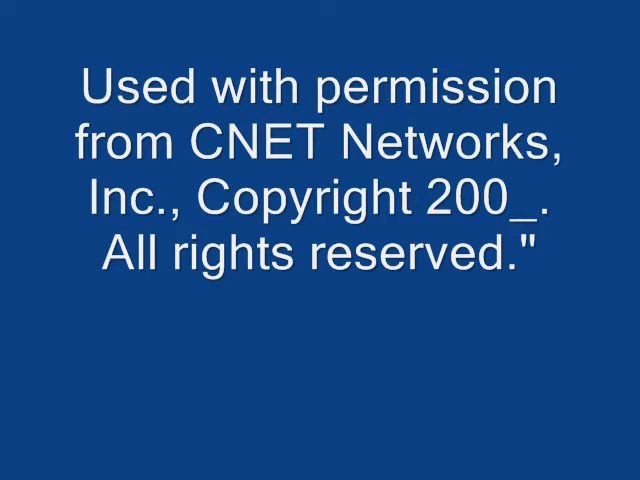 Used with permission
from CNET Networks,
Inc., Copyright 200_.
All rights reserved."